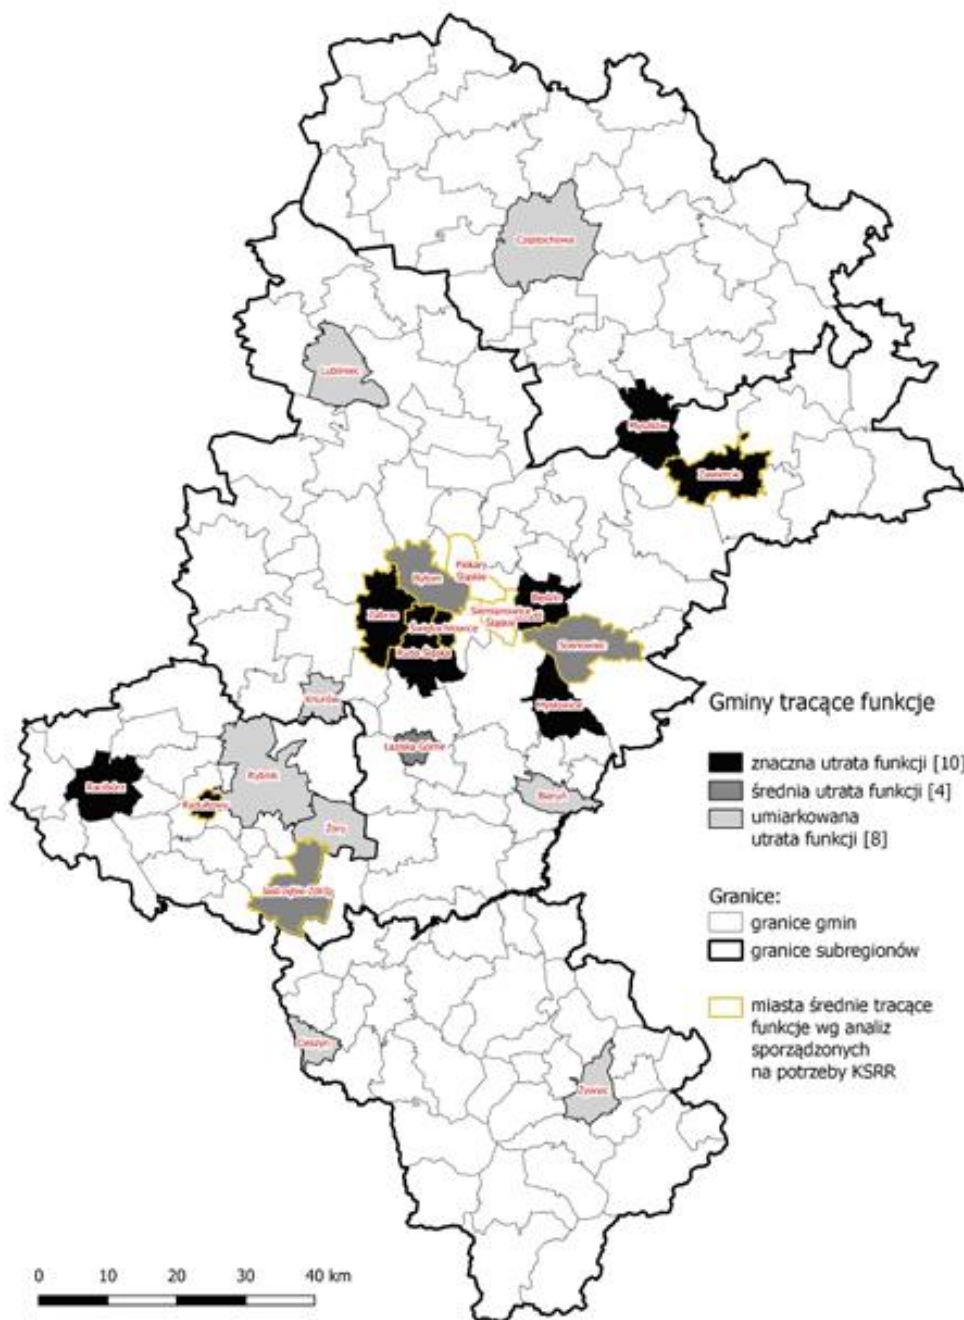 Częstochowa
Lubliniec
Myszków
Zawiercie
Piekary
Śląskie
Bytom
Będzin
Zabrze
Siemianowice
Śląskie
Świętochłowice
Sosnowiec
Ruda Śląska
Mysłowice
Knurów
Łaziska Górne
Racibórz
Rybnik
Bieruń
Rydułtowy
Żory
Jastrzębie-Zdrój
Cieszyn
Żywiec
Gminy tracące funkcje
znaczna utrata funkcji [10]
średnia utrata funkcji [4]
umiarkowana
utrata funkcji [8]
Granice:
granice gmin
granice subregionów
miasta średnie tracące
funkcje wg analiz
sporządzonych
na potrzeby KSRR
0 10 20 30 40 km